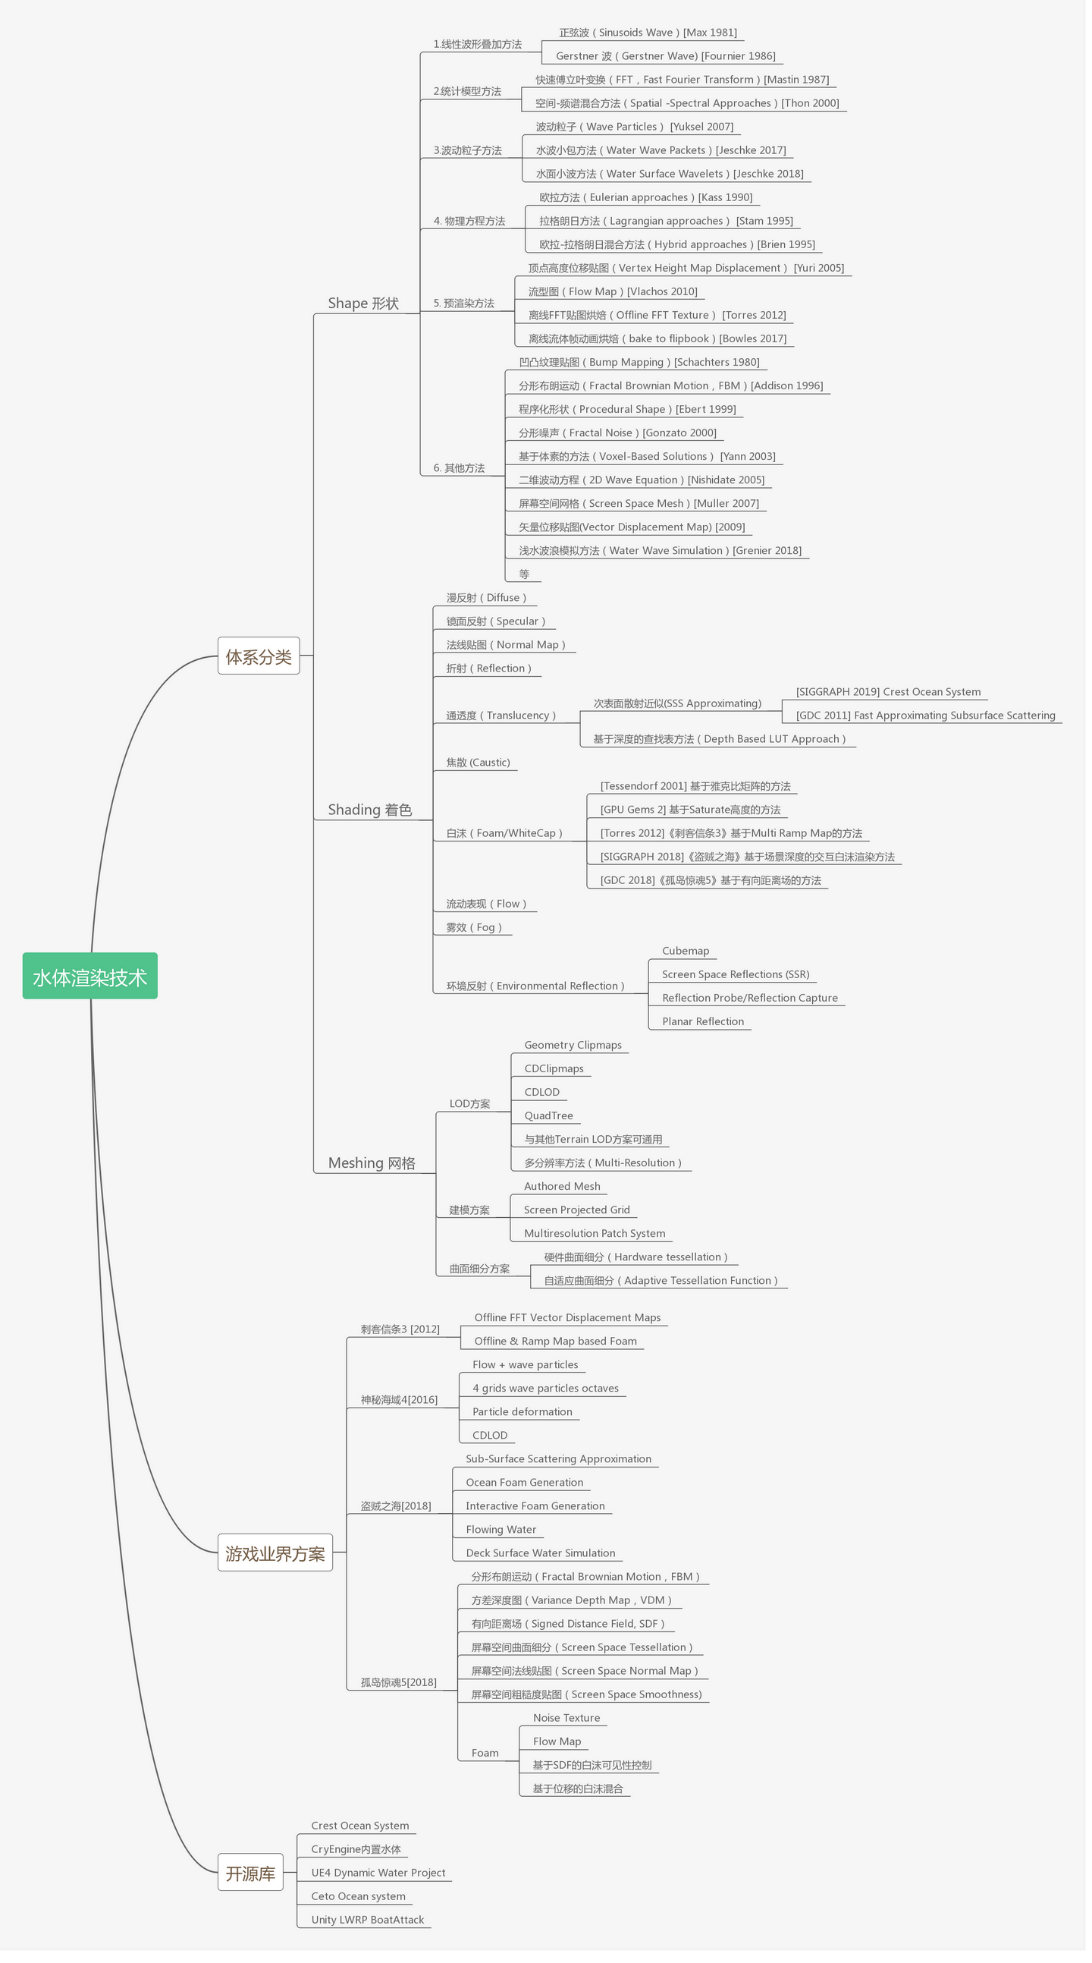 水体渲染技术
体系分类
Shape 形状
1.线性波形叠加方法
正弦波 ( Sinusoids Wave ) [Max 1981]
Gerstner 波 ( Gerstner Wave) [Fournier 1986]
2.统计模型方法
快速傅立叶变换 ( FFT , Fast Fourier Transform ) [Mastin 1987]
空间-频谱混合方法 ( Spatial -Spectral Approaches ) [Thon 2000]
3.波动粒子方法
波动粒子 ( Wave Particles ) [Yuksel 2007]
水波小包方法 ( Water Wave Packets ) [Jeschke 2017]
水面小波方法 ( Water Surface Wavelets ) [Jeschke 2018]
4. 物理方程方法
欧拉方法 ( Eulerian approaches ) [Kass 1990]
拉格朗日方法 ( Lagrangian approaches ) [Stam 1995]
欧拉-拉格朗日混合方法 ( Hybrid approaches ) [Brien 1995]
5. 预渲染方法
顶点高度位移贴图 ( Vertex Height Map Displacement ) [Yuri 2005]
流型图 ( Flow Map ) [Vlachos 2010]
离线FFT贴图烘焙 ( Offline FFT Texture ) [Torres 2012]
离线流体帧动画烘焙 ( bake to flipbook ) [Bowles 2017]
6. 其他方法
凹凸纹理贴图 ( Bump Mapping ) [Schachters 1980]
分形布朗运动 ( Fractal Brownian Motion , FBM ) [Addison 1996]
程序化形状 ( Procedural Shape ) [Ebert 1999]
分形噪声 ( Fractal Noise ) [Gonzato 2000]
基于体素的方法 ( Voxel-Based Solutions ) [Yann 2003]
二维波动方程 ( 2D Wave Equation ) [Nishidate 2005]
屏幕空间网格 ( Screen Space Mesh ) [Muller 2007]
矢量位移贴图(Vector Displacement Map) [2009]
浅水波浪模拟方法 ( Water Wave Simulation ) [Grenier 2018]
等
Shading 着色
漫反射 ( Diffuse )
镜面反射 ( Specular )
法线贴图 ( Normal Map )
折射 ( Reflection )
通透度 ( Translucency )
次表面散射近似(SSS Approximating)
[SIGGRAPH 2019] Crest Ocean System
[GDC 2011] Fast Approximating Subsurface Scattering
基于深度的查找表方法 ( Depth Based LUT Approach )
焦散 (Caustic)
白沫 ( Foam/WhiteCap )
[Tessendorf 2001] 基于雅克比矩阵的方法
[GPU Gems 2] 基于Saturate高度的方法
[Torres 2012]《刺客信条3》基于Multi Ramp Map的方法
[SIGGRAPH 2018]《盗贼之海》基于场景深度的交互白沫渲染方法
[GDC 2018]《孤岛惊魂5》基于有向距离场的方法
流动表现 ( Flow )
雾效 ( Fog )
环境反射 ( Environmental Reflection )
Cubemap
Screen Space Reflections (SSR)
Reflection Probe/Reflection Capture
Planar Reflection
Meshing 网格
LOD方案
Geometry Clipmaps
CDClipmaps
CDLOD
QuadTree
与其他Terrain LOD方案可通用
多分辨率方法 ( Multi-Resolution )
建模方案
Authored Mesh
Screen Projected Grid
Multiresolution Patch System
曲面细分方案
硬件曲面细分 ( Hardware tessellation )
自适应曲面细分 ( Adaptive Tessellation Function )
游戏业界方案
刺客信条3 [2012]
Offline FFT Vector Displacement Maps
Offline & Ramp Map based Foam
神秘海域4[2016]
Flow + wave particles
4 grids wave particles octaves
Particle deformation
CDLOD
盗贼之海[2018]
Sub-Surface Scattering Approximation
Ocean Foam Generation
Interactive Foam Generation
Flowing Water
Deck Surface Water Simulation
孤岛惊魂5[2018]
分形布朗运动 ( Fractal Brownian Motion , FBM )
方差深度图 ( Variance Depth Map , VDM )
有向距离场 ( Signed Distance Field, SDF )
屏幕空间曲面细分 ( Screen Space Tessellation )
屏幕空间法线贴图 ( Screen Space Normal Map )
屏幕空间粗糙度贴图 ( Screen Space Smoothness)
Foam
Noise Texture
Flow Map
基于SDF的白沫可见性控制
基于位移的白沫混合
开源库
Crest Ocean System
CryEngine内置水体
UE4 Dynamic Water Project
Ceto Ocean system
Unity LWRP BoatAttack